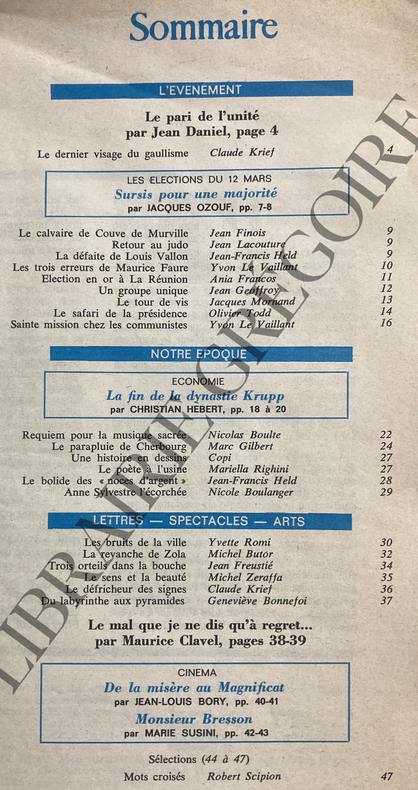 Sommaire
L'EVENEMENT
Le pari de l'unité
par Jean Daniel, page 4
Le dernier visage du gaullisme Claude Krief 4
LES ELECTIONS DU 12 MARS
Sursis pour une majorité
par JACQUES OZOUF, pp. 7-8
Le calvaire de Couve de Murville Jean Finois 9
Retour au judo Jean Lacouture 9
La défaite de Louis Vallon Jean-Francis Held 9
Les trois erreurs de Maurice Faure Yvon Le Vaillant 10
Election en or à La Réunion Ania Francos 11
Un groupe unique Jean Geoffroy 12
Le tour de vis Jacques Mornand 13
Le safari de la présidence Olivier Todd 14
Sainte mission chez les communistes Yvon Le Vaillant 16
NOTRE EPOQUE
ECONOMIE
La fin de la dynastie Krupp
par CHRISTIAN HEBERT, pp. 18 à 20
Requiem pour la musique sacrée Nicolas Boulte 22
Le parapluie de Cherbourg Marc Gilbert 24
Une histoire en dessins Copi 27
Le poète à l'usine Mariella Righini 27
Le bolide des « noces d'argent » Jean-Francis Held 28
Anne Sylvestre l'écorchée Nicole Boulanger 29
LETTRES — SPECTACLES — ARTS
Les bruits de la ville Yvette Romi 30
La revanche de Zola Michel Butor 32
Trois orteils dans la bouche Jean Freustié 34
Le sens et la beauté Michel Zeraffa 35
Le défricheur des signes Claude Krief 36
Du labyrinthe aux pyramides Geneviève Bonnefoi 37
Le mal que je ne dis qu'à regret...
par Maurice Clavel, pages 38-39
CINEMA
De la misère au Magnificat
par JEAN-LOUIS BORY, pp. 40-41
Monsieur Bresson
par MARIE SUSINI, pp. 42-43
Sélections (44 à 47)
Mots croisés Robert Scipion 47
LIBRAIRIE GREGOIRE